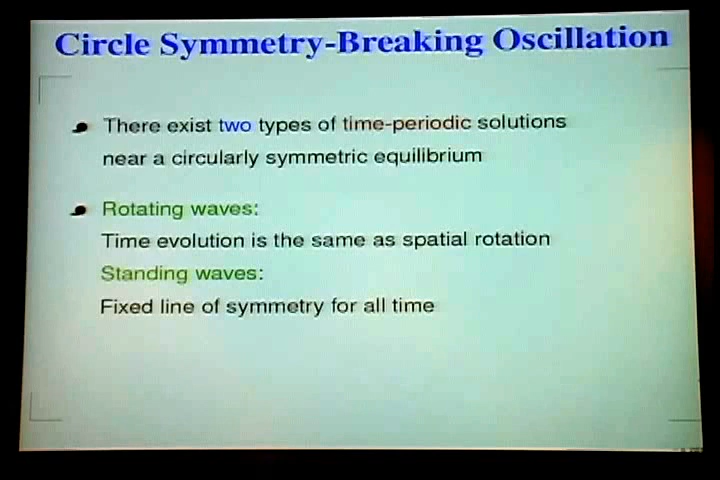 Circle Symmetry-Breaking Oscillation
There exist two types of time-periodic solutions
near a circularly symmetric equilibrium
Rotating waves:
Time evolution is the same as spatial rotation
Standing waves:
Fixed line of symmetry for all time